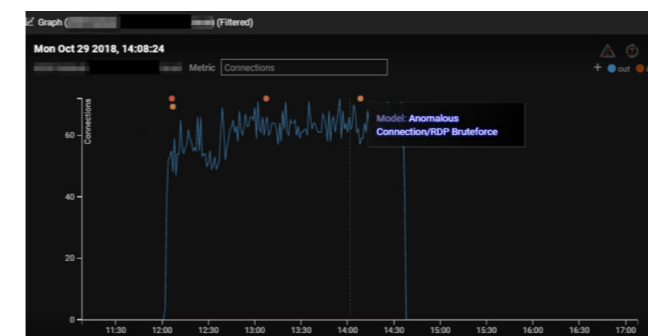 Graph (          (Filtered)
Mon Oct 29 2018, 14:08:24
Metric Connections
+ out
Connections
Model: Anomalous
Connection/RDP Bruteforce
60
40
20
0
11:30 12:00 12:30 13:00 13:30 14:00 14:30 15:00 15:30 16:00 16:30 17:00